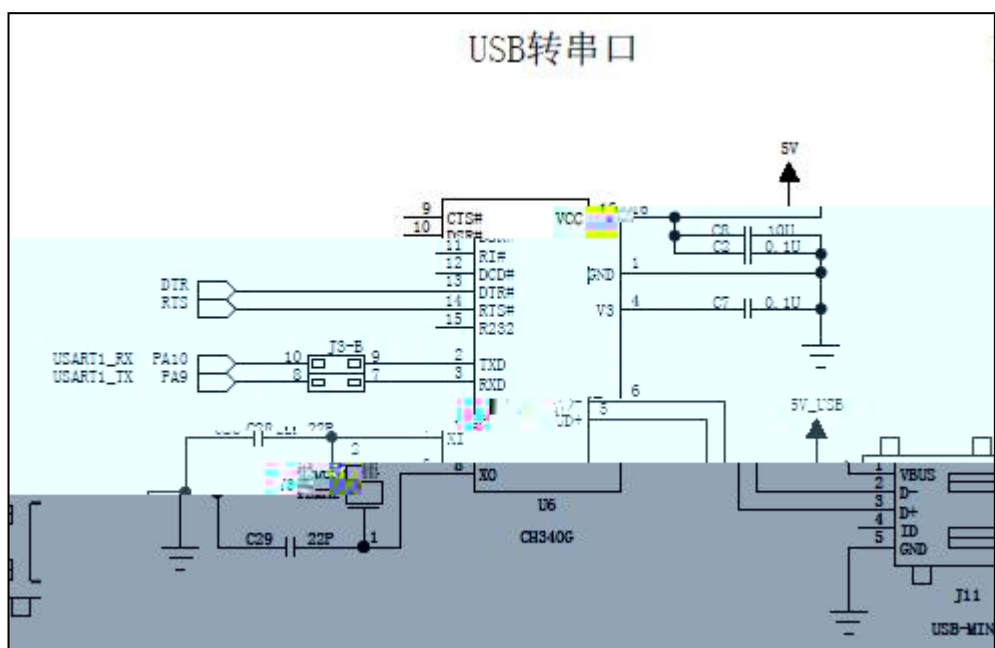 USB转串口
5V
9 CTS# VCC
10 DSR#
C8 10U
C2 0.1U
11 RI#
12 DCD# GND 1
DTR 13 DTR#
RTS 14 RTS# V3 4 C7 0.1U
15 R232
J3-B
USART1_RX PA10 10 9 2 TXD
USART1_TX PA9 8 7 3 RXD
6
UD+ 5 5V_USB
22P XI
2
8 XO
1 VBUS
2 D-
3 D+
4 ID
5 GND
U6
CH340G
C29 22P 1
J11
USB-MIN